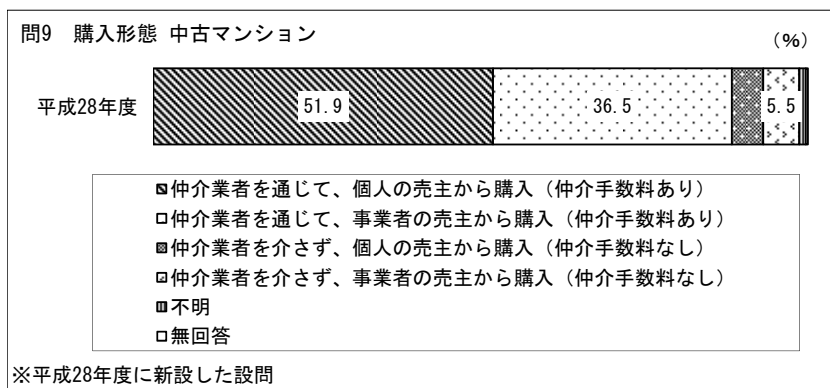 問9　購入形態 中古マンション
（%）
平成28年度
51.9
36.5
5.5
仲介業者を通じて、個人の売主から購入（仲介手数料あり）
仲介業者を通じて、事業者の売主から購入（仲介手数料あり）
仲介業者を介さず、個人の売主から購入（仲介手数料なし）
仲介業者を介さず、事業者の売主から購入（仲介手数料なし）
不明
無回答
※平成28年度に新設した設問